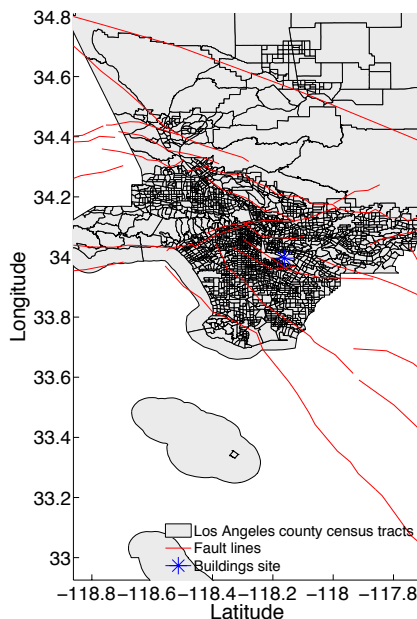 34.8
34.6
34.4
34.2
34
33.8
33.6
33.4
33.2
33
Longitude
Los Angeles county census tracts
Fault lines
Buildings site
−118.8 −118.6 −118.4 −118.2 −118 −117.8
Latitude